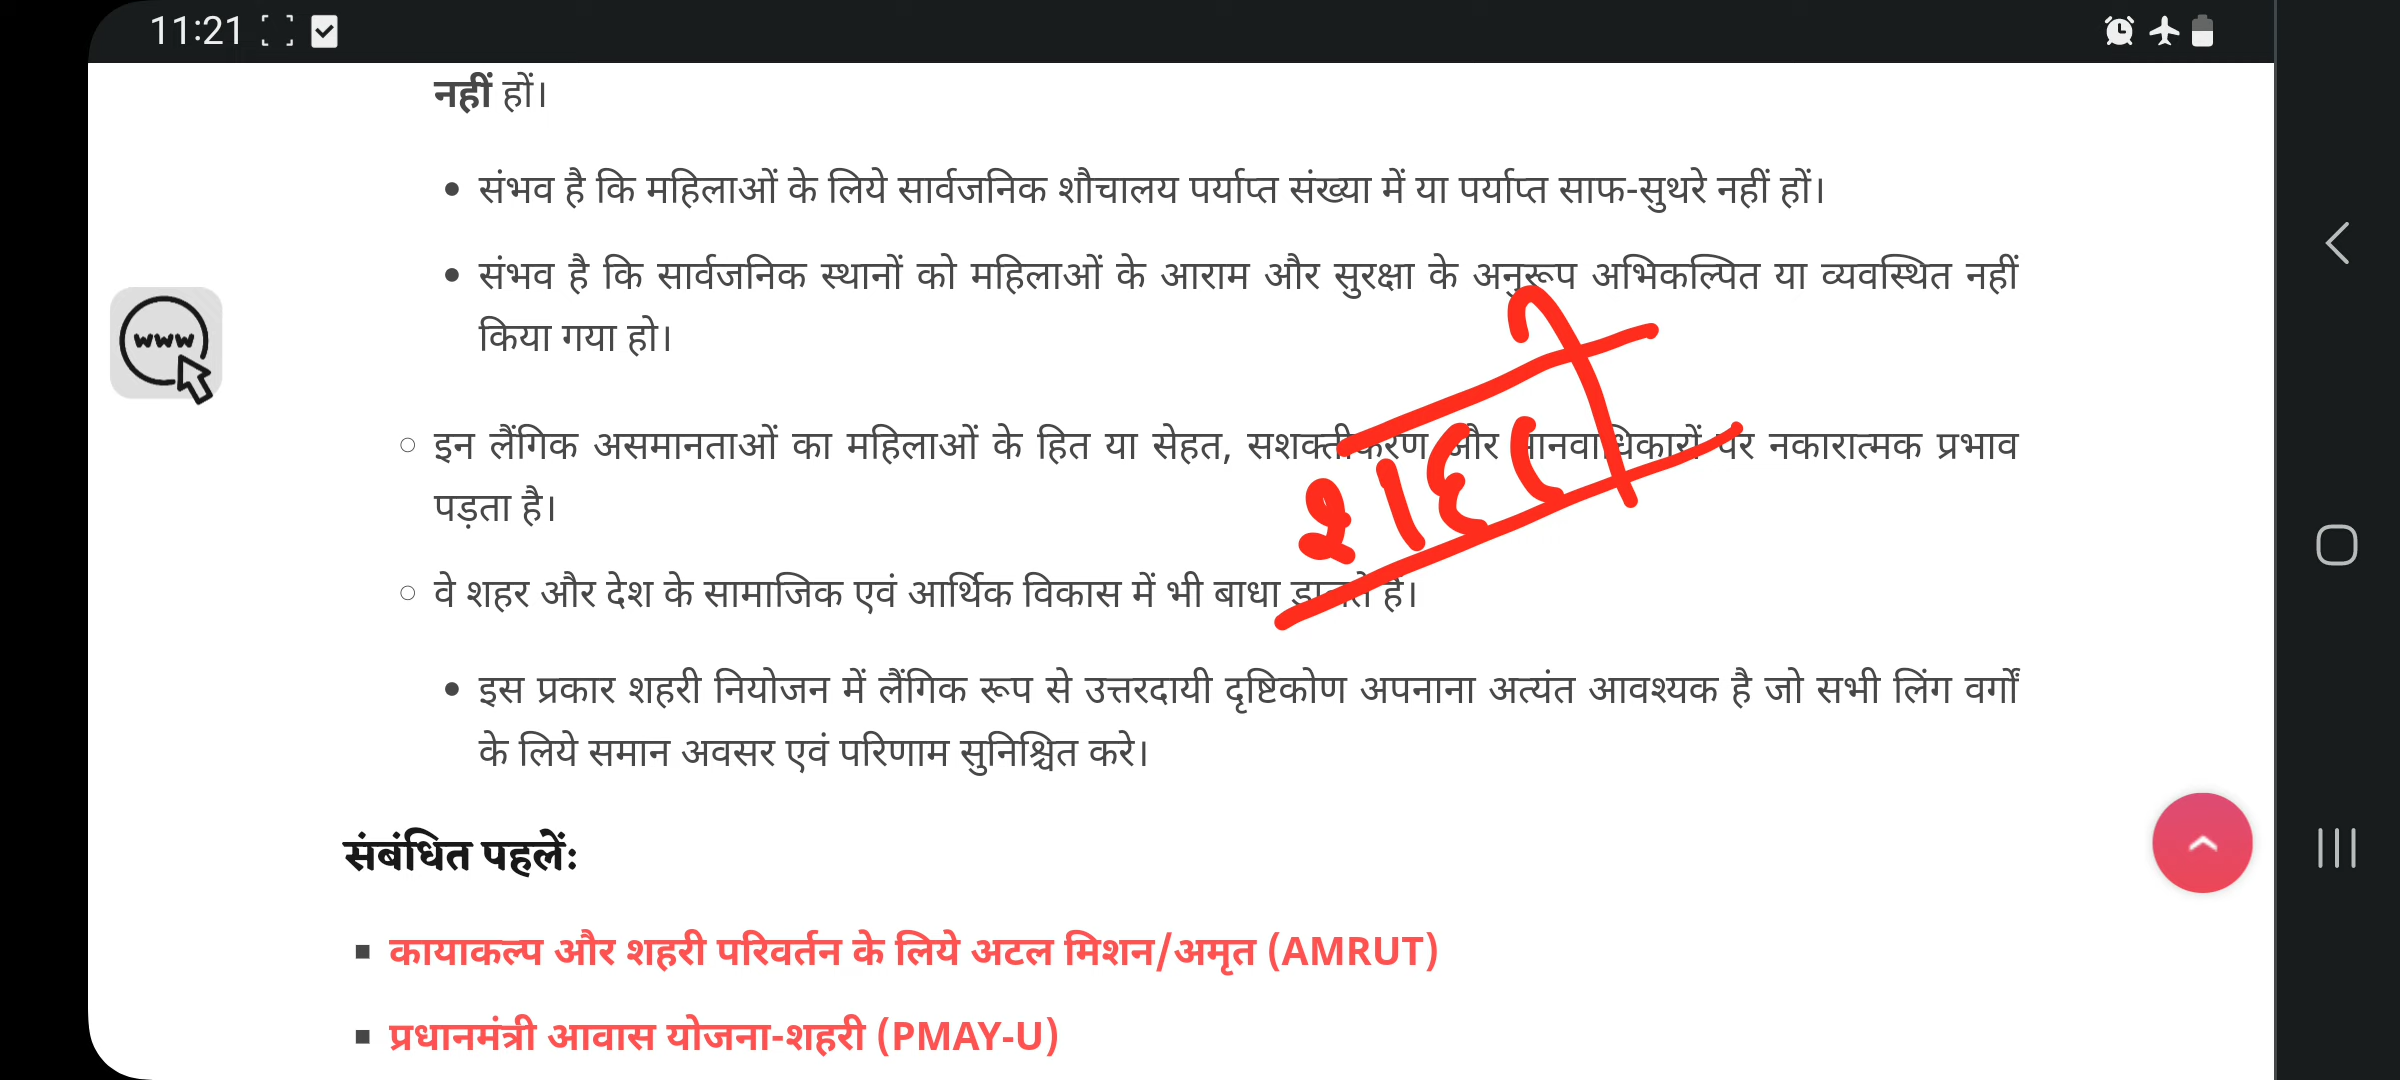 11:21
नहीं हों।
• संभव है कि महिलाओं के लिये सार्वजनिक शौचालय पर्याप्त संख्या में या पर्याप्त साफ-सुथरे नहीं हों।
• संभव है कि सार्वजनिक स्थानों को महिलाओं के आराम और सुरक्षा के अनुरूप अभिकल्पित या व्यवस्थित नहीं
किया गया हो।
www
○ इन लैंगिक असमानताओं का महिलाओं के हित या सेहत, सशक्तीकरण और मानवाधिकारों पर नकारात्मक प्रभाव
पड़ता है।
शहरी
○ वे शहर और देश के सामाजिक एवं आर्थिक विकास में भी बाधा डालते हैं।
• इस प्रकार शहरी नियोजन में लैंगिक रूप से उत्तरदायी दृष्टिकोण अपनाना अत्यंत आवश्यक है जो सभी लिंग वर्गों
के लिये समान अवसर एवं परिणाम सुनिश्चित करे।
संबंधित पहलें:
■ कायाकल्प और शहरी परिवर्तन के लिये अटल मिशन/अमृत (AMRUT)
■ प्रधानमंत्री आवास योजना-शहरी (PMAY-U)